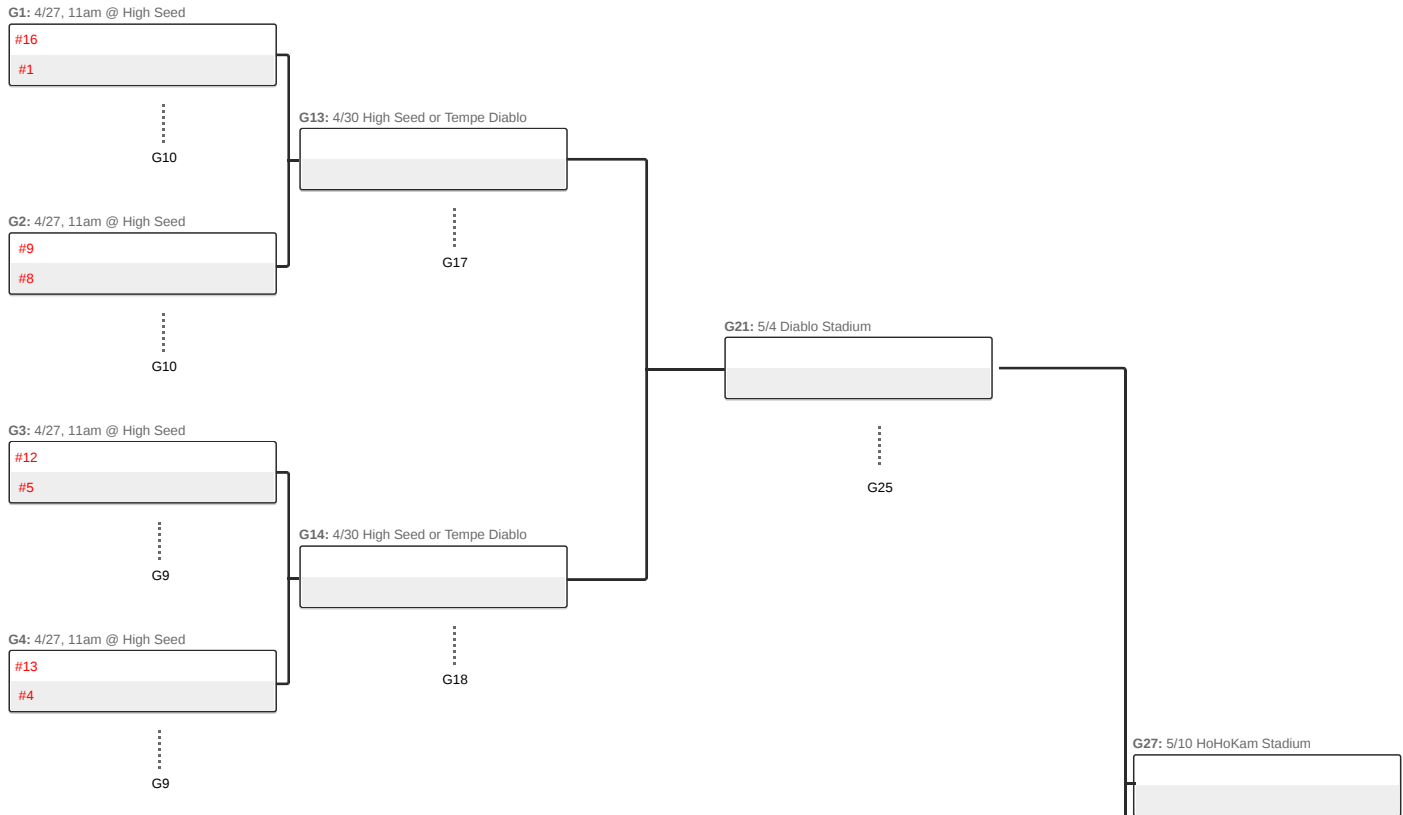 G1: 4/27, 11am @ High Seed
#16
#1
G10
G13: 4/30 High Seed or Tempe Diablo
G17
G2: 4/27, 11am @ High Seed
#9
#8
G10
G21: 5/4 Diablo Stadium
G25
G3: 4/27, 11am @ High Seed
#12
#5
G9
G14: 4/30 High Seed or Tempe Diablo
G18
G4: 4/27, 11am @ High Seed
#13
#4
G9
G27: 5/10 HoHoKam Stadium